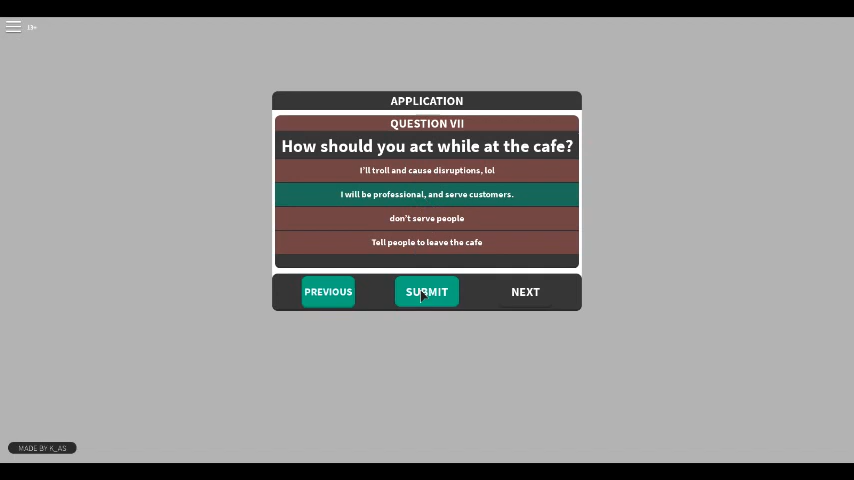 13+
APPLICATION
QUESTION VII
How should you act while at the cafe?
I'll troll and cause disruptions, lol
I will be professional, and serve customers.
don't serve people
Tell people to leave the cafe
PREVIOUS
SUBMIT
NEXT
MADE BY K_AS